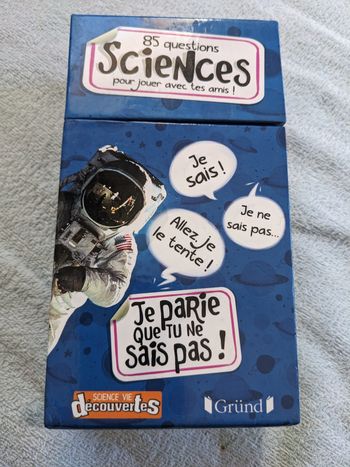 85 questions
Sciences
pour jouer avec tes amis !
Je
sais !
Je ne
sais pas...
Allez je
le tente !
Je parie
que tu ne
sais pas !
SCIENCE VIE
decouvertes
Gründ